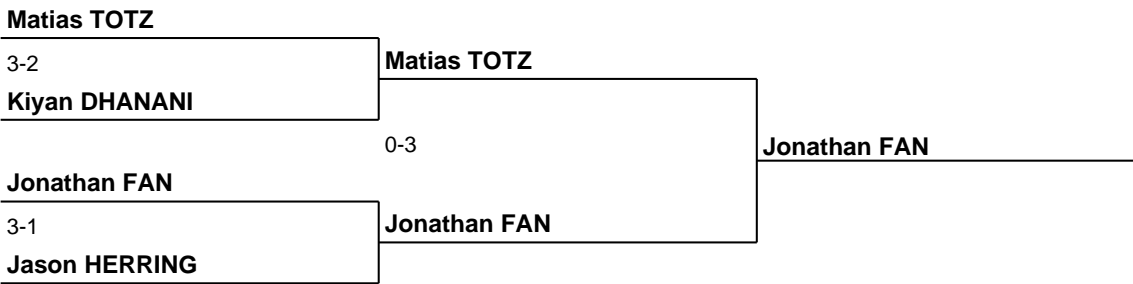 Matias TOTZ
3-2
Matias TOTZ
Kiyan DHANANI
0-3
Jonathan FAN
Jonathan FAN
3-1
Jonathan FAN
Jason HERRING